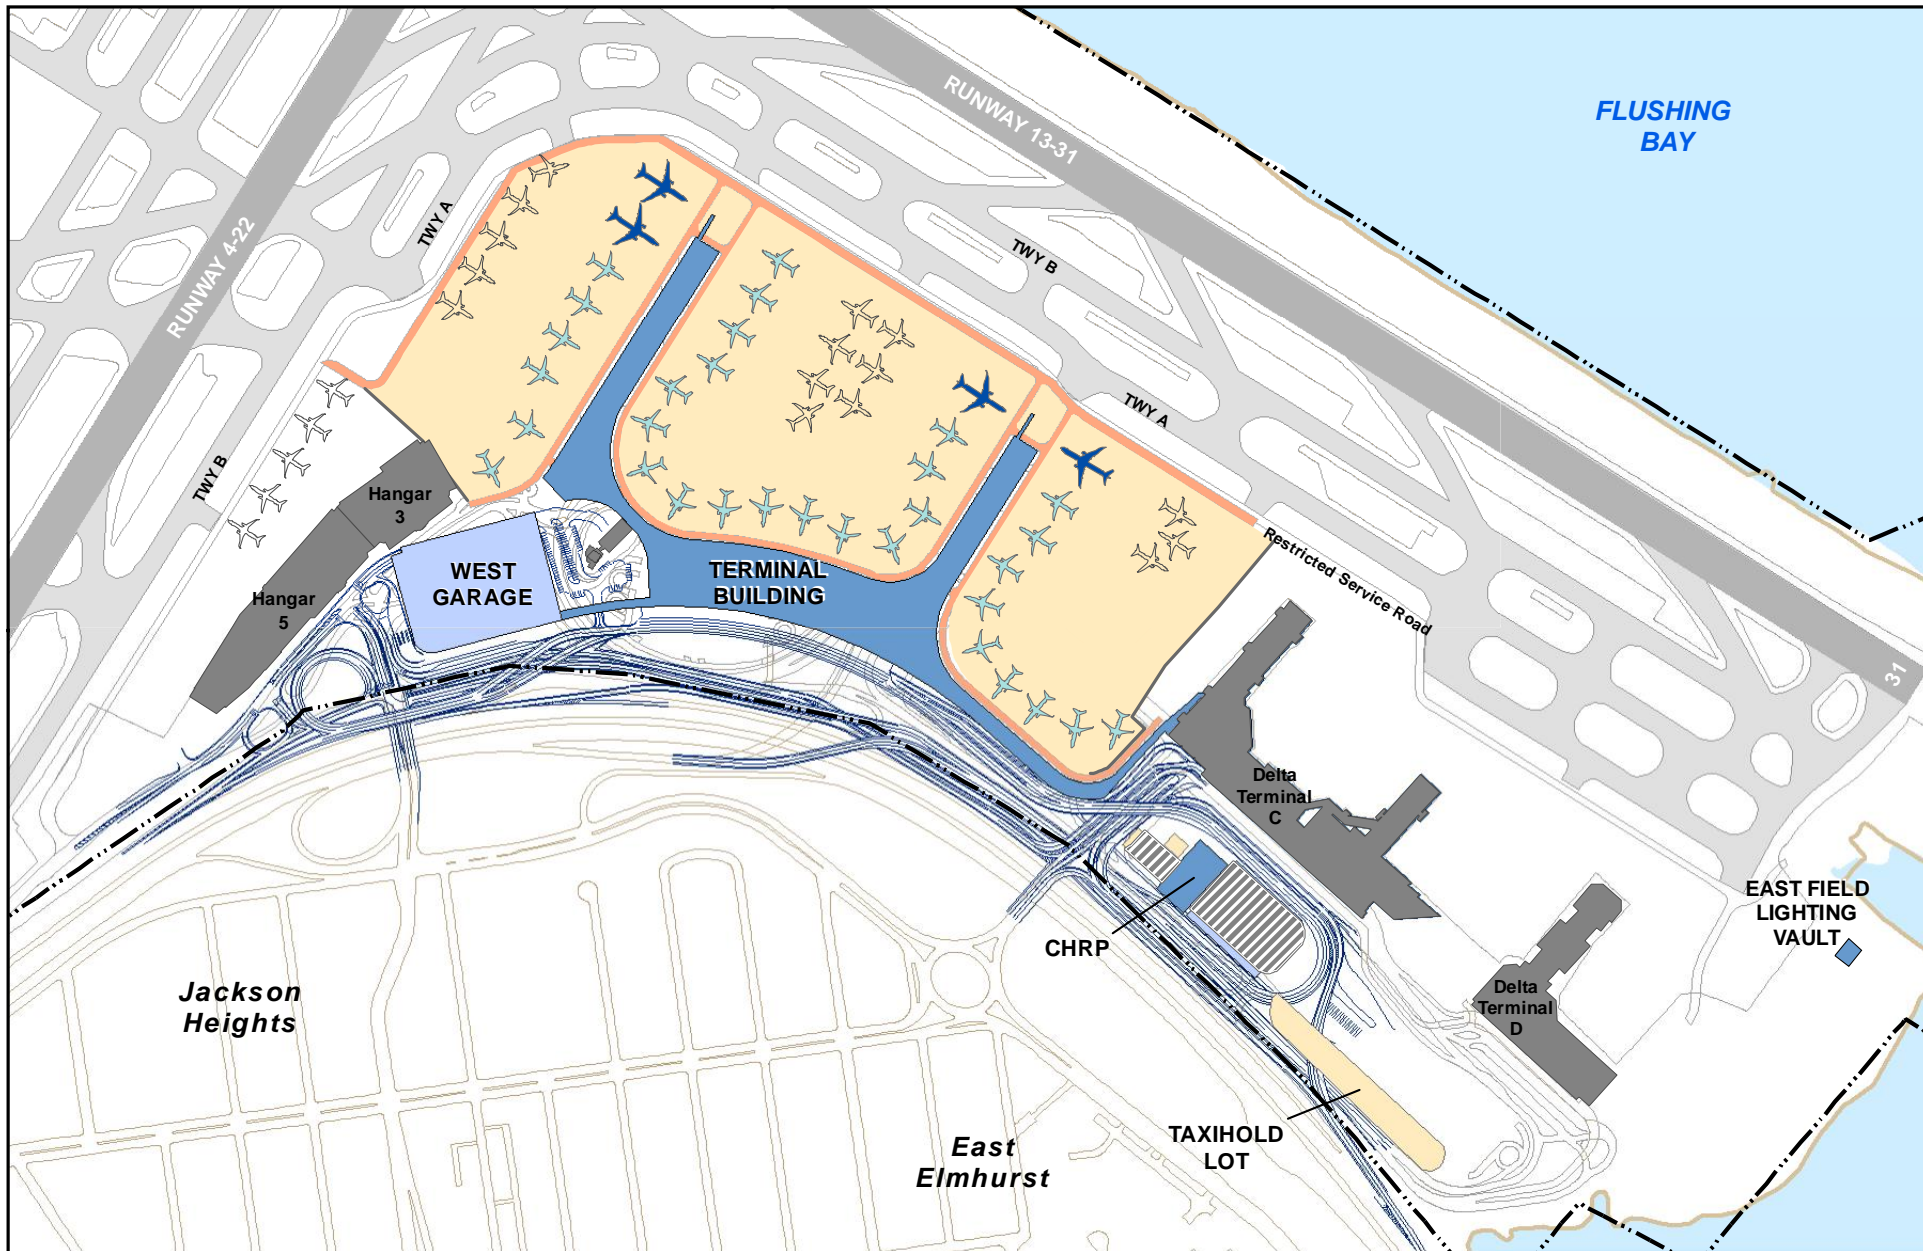 FLUSHING
BAY
RUNWAY 13-31
RUNWAY 4-22
TWY A
TWY B
TWY A
TWY B
Hangar
3
Restricted Service Road
WEST
GARAGE
TERMINAL
BUILDING
Hangar
5
31
Delta
Terminal
C
EAST FIELD
LIGHTING
VAULT
CHRP
Jackson
Heights
Delta
Terminal
D
TAXIHOLD
LOT
East
Elmhurst